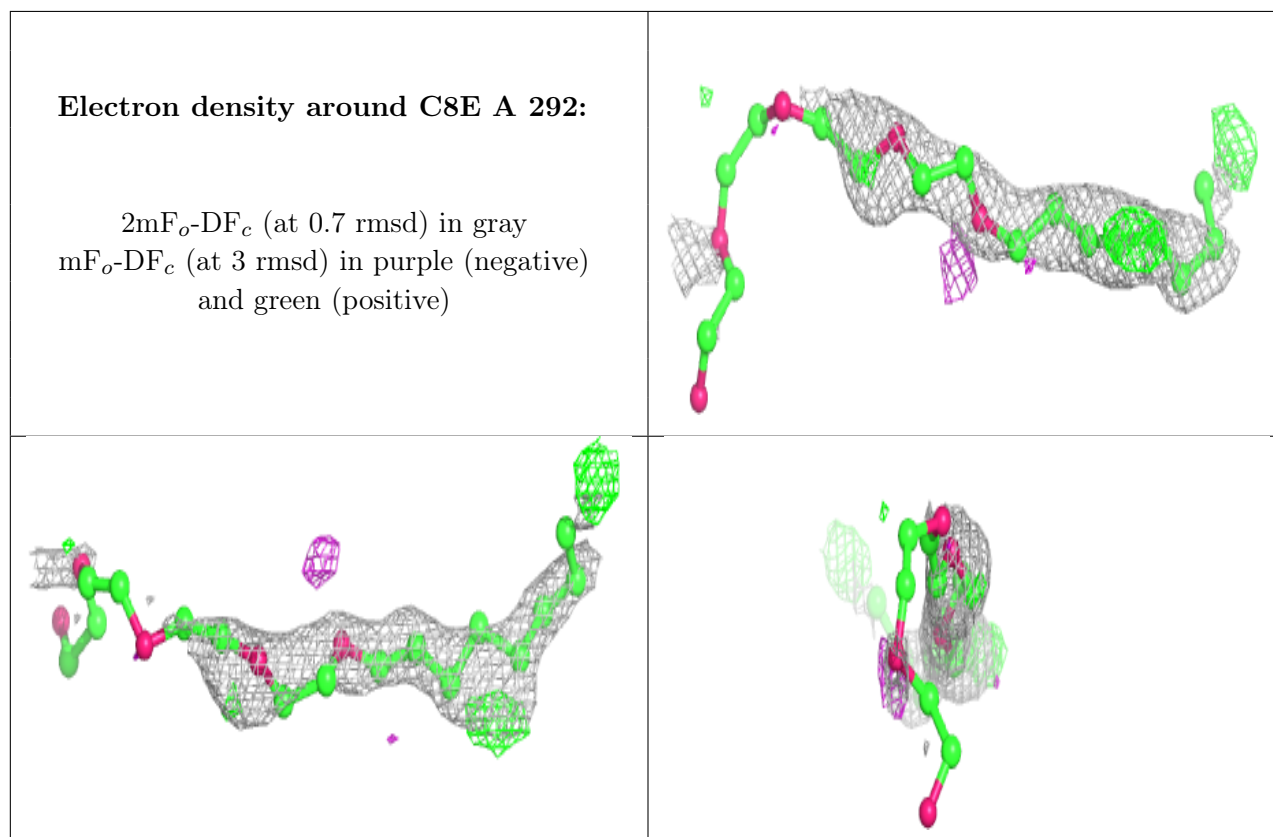 Electron density around C8E A 292:
2mFo-DFc (at 0.7 rmsd) in gray
mFo-DFc (at 3 rmsd) in purple (negative)
and green (positive)